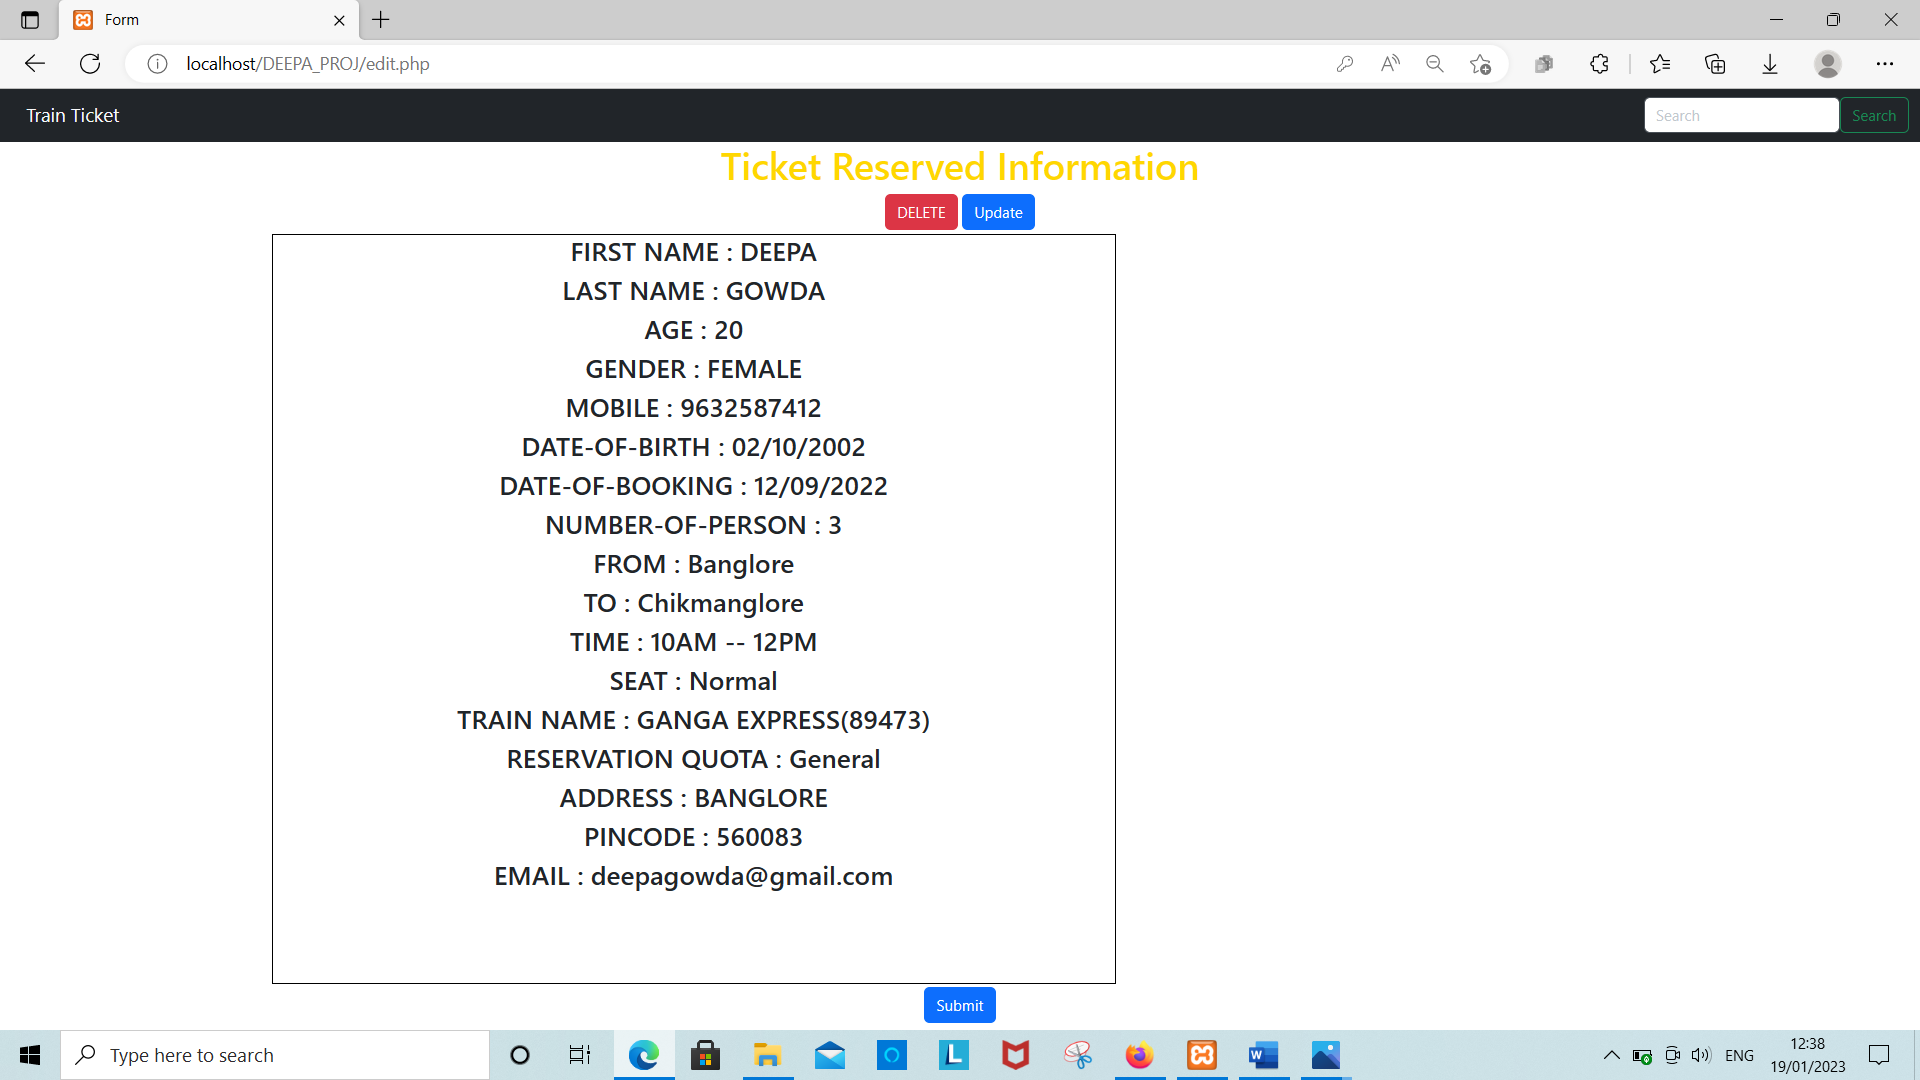 Form
localhost/DEEPA_PROJ/edit.php
Train Ticket
Search
Search
Ticket Reserved Information
DELETE
Update
FIRST NAME : DEEPA
LAST NAME : GOWDA
AGE : 20
GENDER : FEMALE
MOBILE : 9632587412
DATE-OF-BIRTH : 02/10/2002
DATE-OF-BOOKING : 12/09/2022
NUMBER-OF-PERSON : 3
FROM : Banglore
TO : Chikmanglore
TIME : 10AM -- 12PM
SEAT : Normal
TRAIN NAME : GANGA EXPRESS(89473)
RESERVATION QUOTA : General
ADDRESS : BANGLORE
PINCODE : 560083
EMAIL : deepagowda@gmail.com
Submit
Type here to search
ENG
12:38
19/01/2023